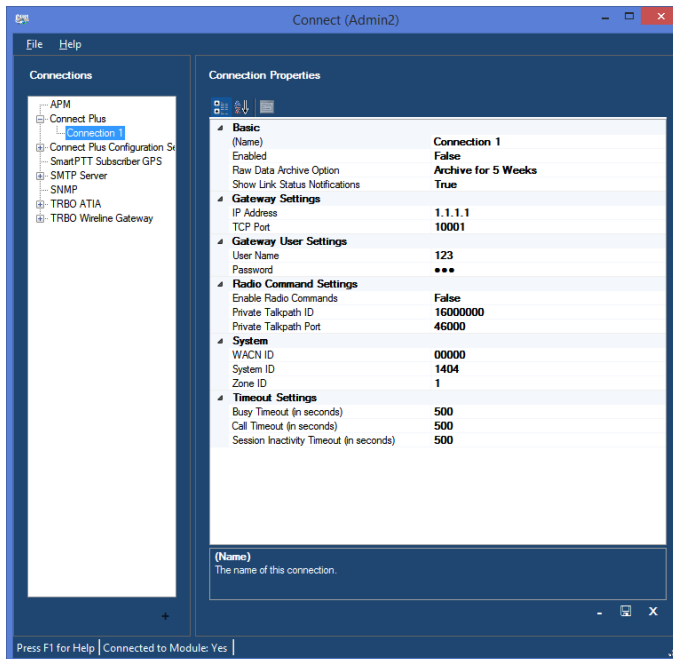 Connect (Admin2)
File Help
Connections
APM
Connect Plus
Connection 1
Connect Plus Configuration Se
SmartPTT Subscriber GPS
SMTP Server
SNMP
TRBO ATIA
TRBO Wireline Gateway
Connection Properties
Basic
(Name) Connection 1
Enabled False
Raw Data Archive Option Archive for 5 Weeks
Show Link Status Notifications True
Gateway Settings
IP Address 1.1.1.1
TCP Port 10001
Gateway User Settings
User Name 123
Password ●●●
Radio Command Settings
Enable Radio Commands False
Private Talkpath ID 16000000
Private Talkpath Port 46000
System
WACN ID 00000
System ID 1404
Zone ID 1
Timeout Settings
Busy Timeout (in seconds) 500
Call Timeout (in seconds) 500
Session Inactivity Timeout (in seconds) 500
(Name)
The name of this connection.
Press F1 for Help Connected to Module: Yes